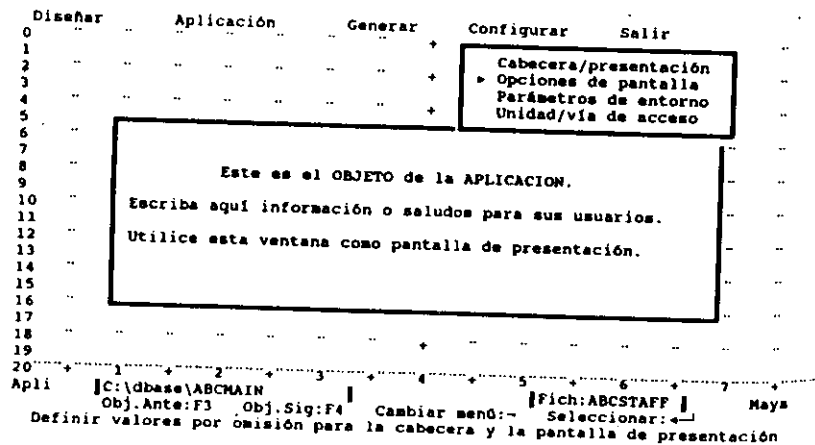 Diseñar Aplicación Generar Configurar Salir
0
1
2
3
4
5
6
7
8
9
10
11
12
13
14
15
16
17
18
19
20 1 2 3 4 5 6 7
Cabecera/presentación
► Opciones de pantalla
Parámetros de entorno
Unidad/vía de acceso
Este es el OBJETO de la APLICACION.
Escriba aquí información o saludos para sus usuarios.
Utilice esta ventana como pantalla de presentación.
Apli C:\dbase\ABCMAIN Fich:ABCSTAFF Mays
Obj.Ante:F3 Obj.Sig:F4 Cambiar menú:→ Seleccionar:◄┘
Definir valores por omisión para la cabecera y la pantalla de presentación